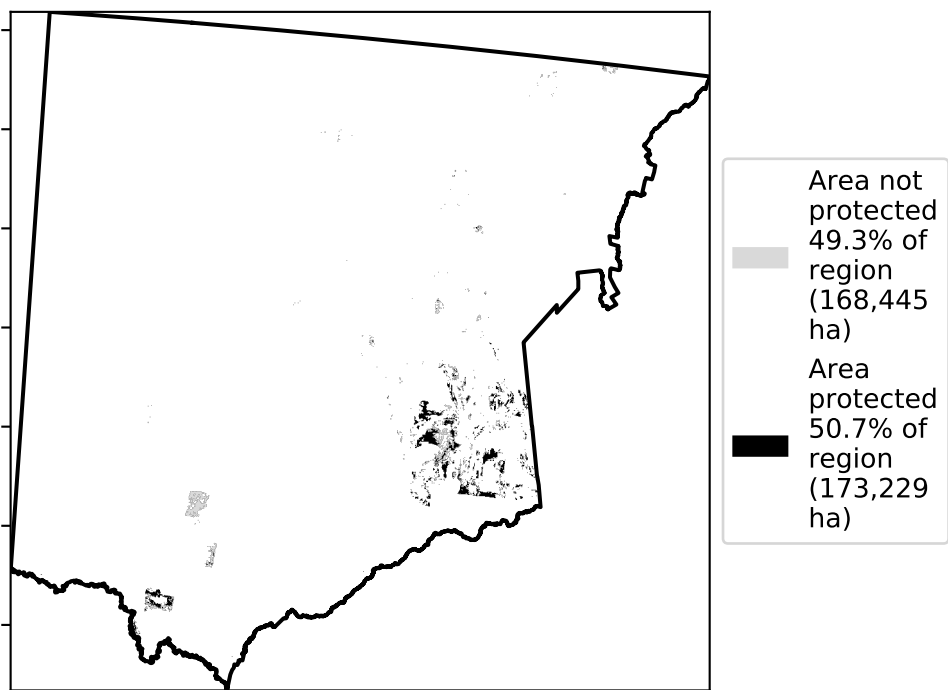 Area not
protected
49.3% of
region
(168,445
ha)
Area
protected
50.7% of
region
(173,229
ha)